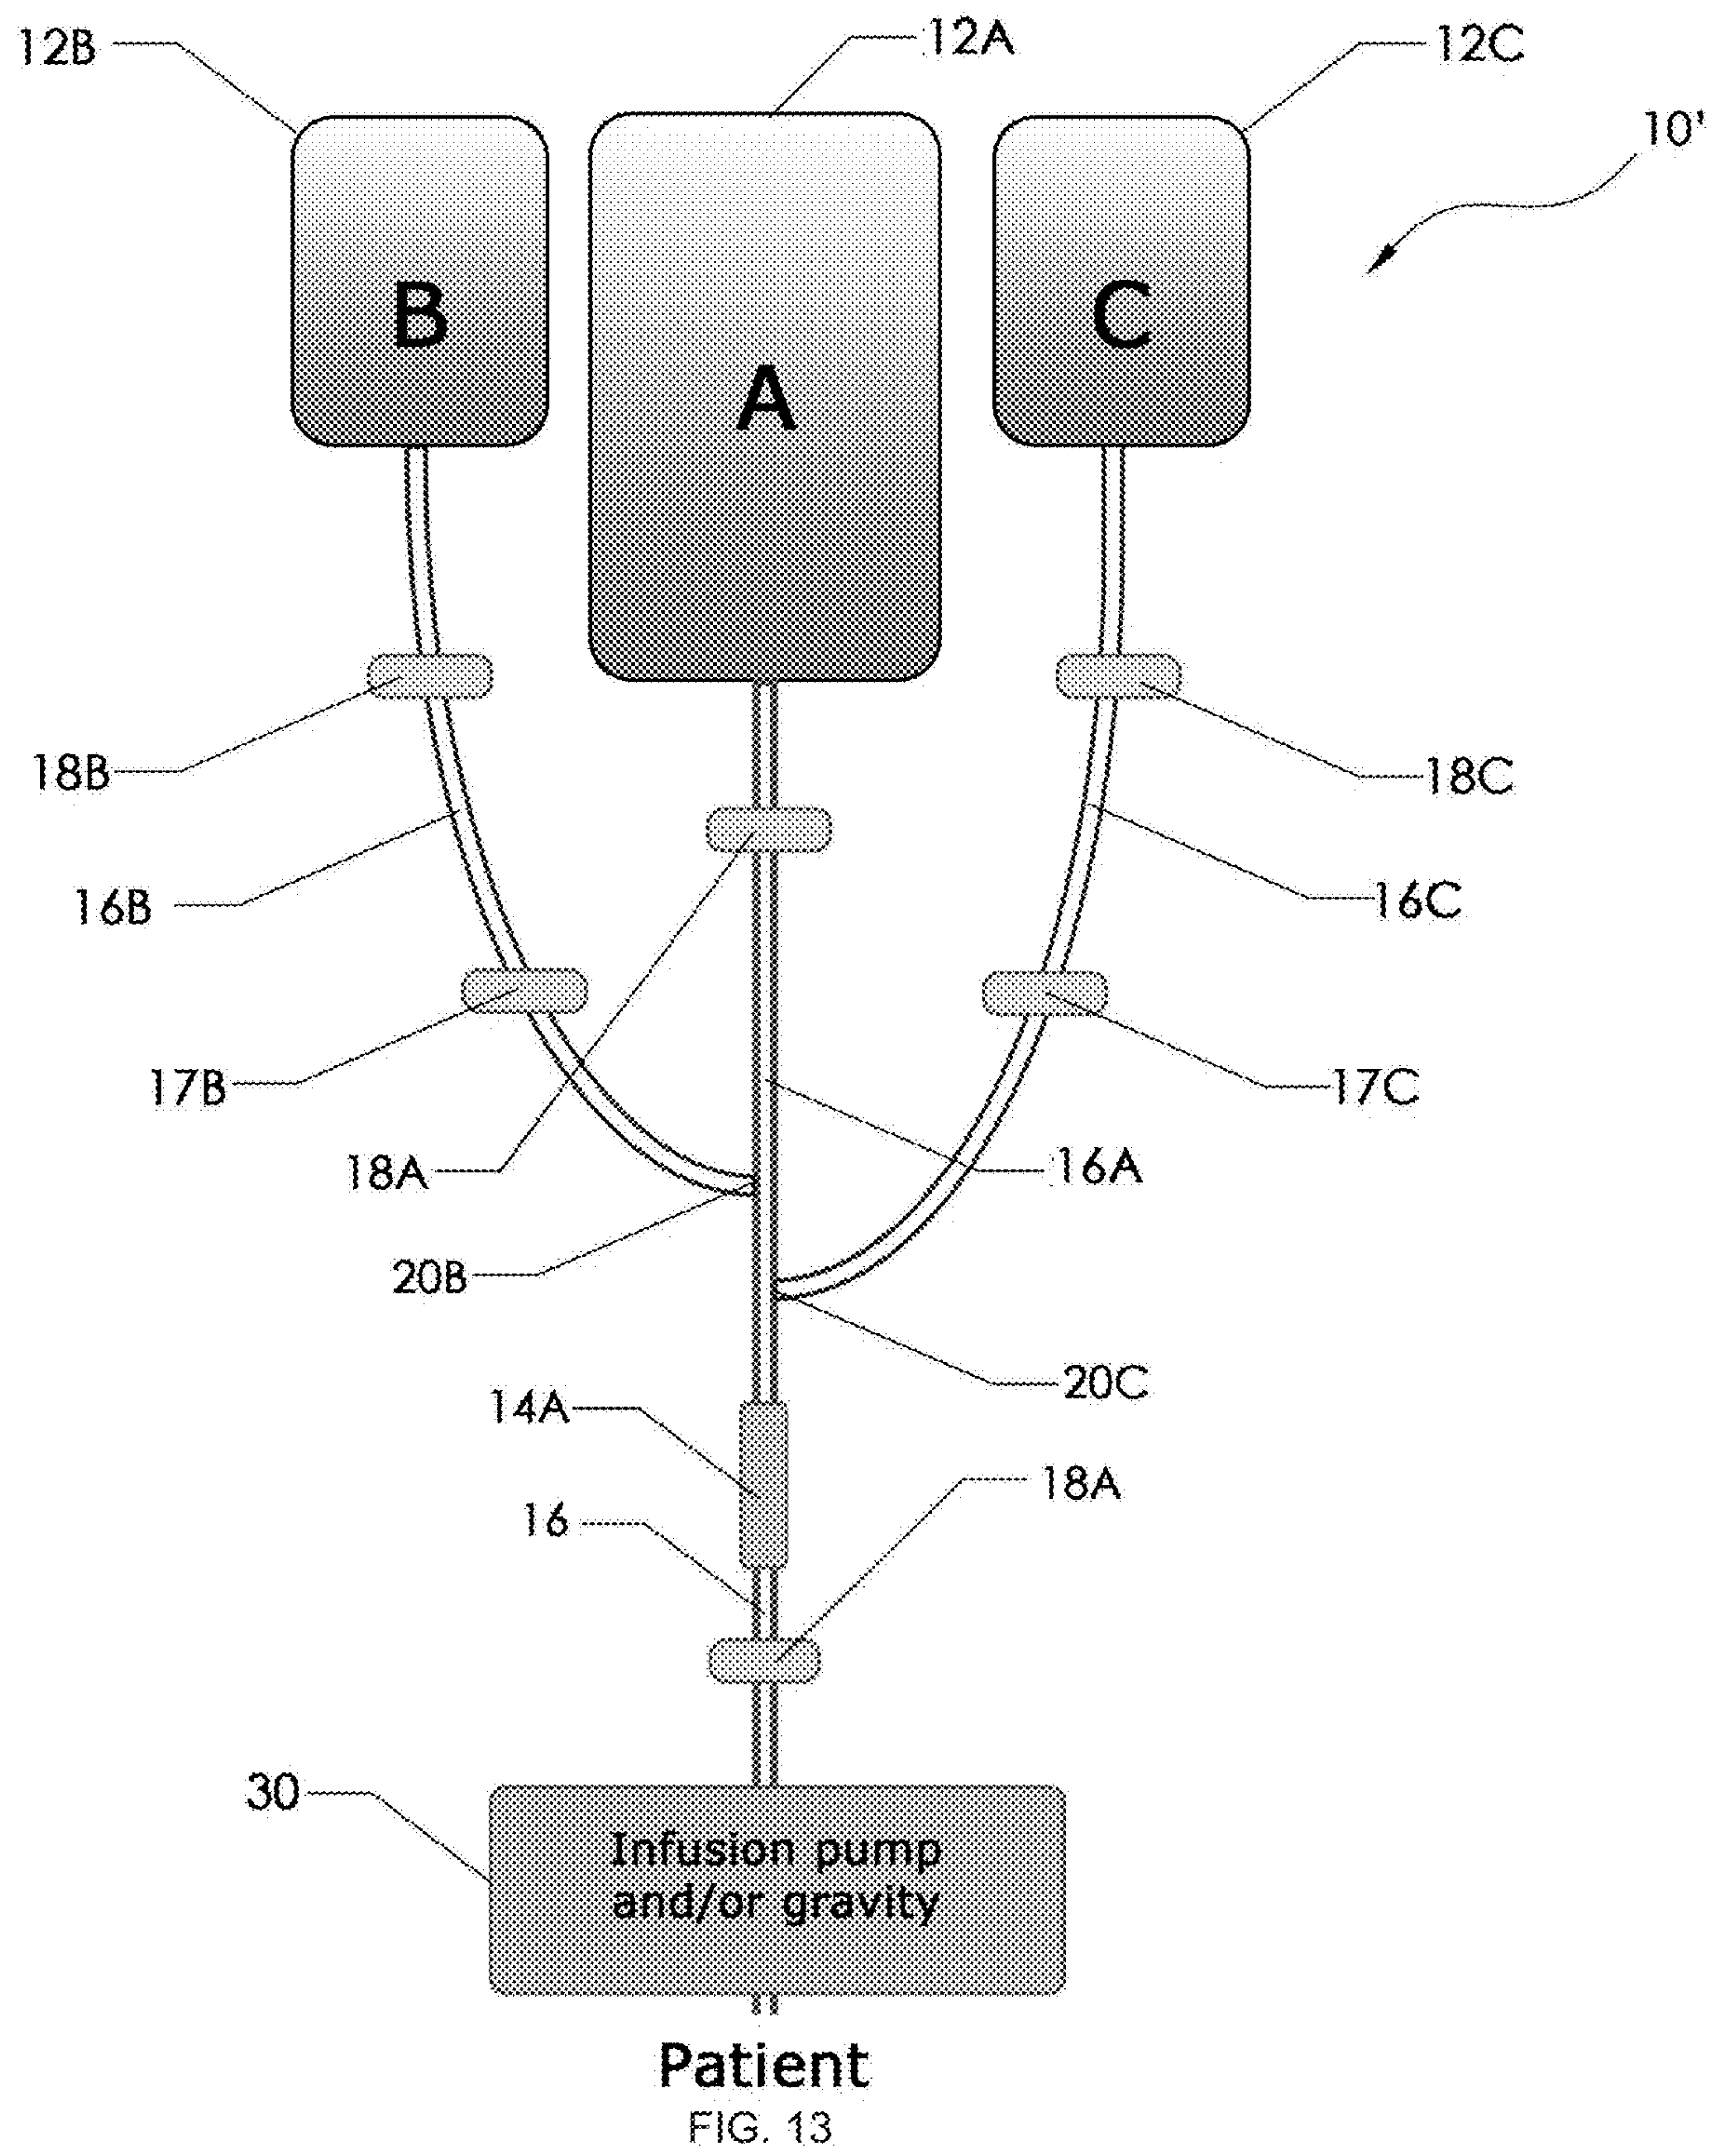 12B
12A
12C
10'
B
A
C
18B
18C
16B
16C
17B
17C
18A
16A
20B
20C
14A
18A
16
30
Infusion pump
and/or gravity
Patient
FIG. 13